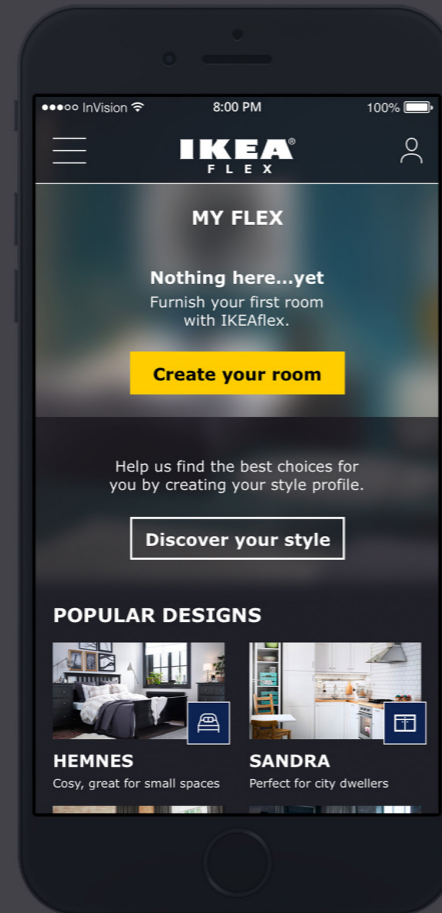 InVision 8:00 PM 100%
IKEA®
FLEX
MY FLEX
Nothing here...yet
Furnish your first room
with IKEAflex.
Create your room
Help us find the best choices for
you by creating your style profile.
Discover your style
POPULAR DESIGNS
HEMNES
Cosy, great for small spaces
SANDRA
Perfect for city dwellers